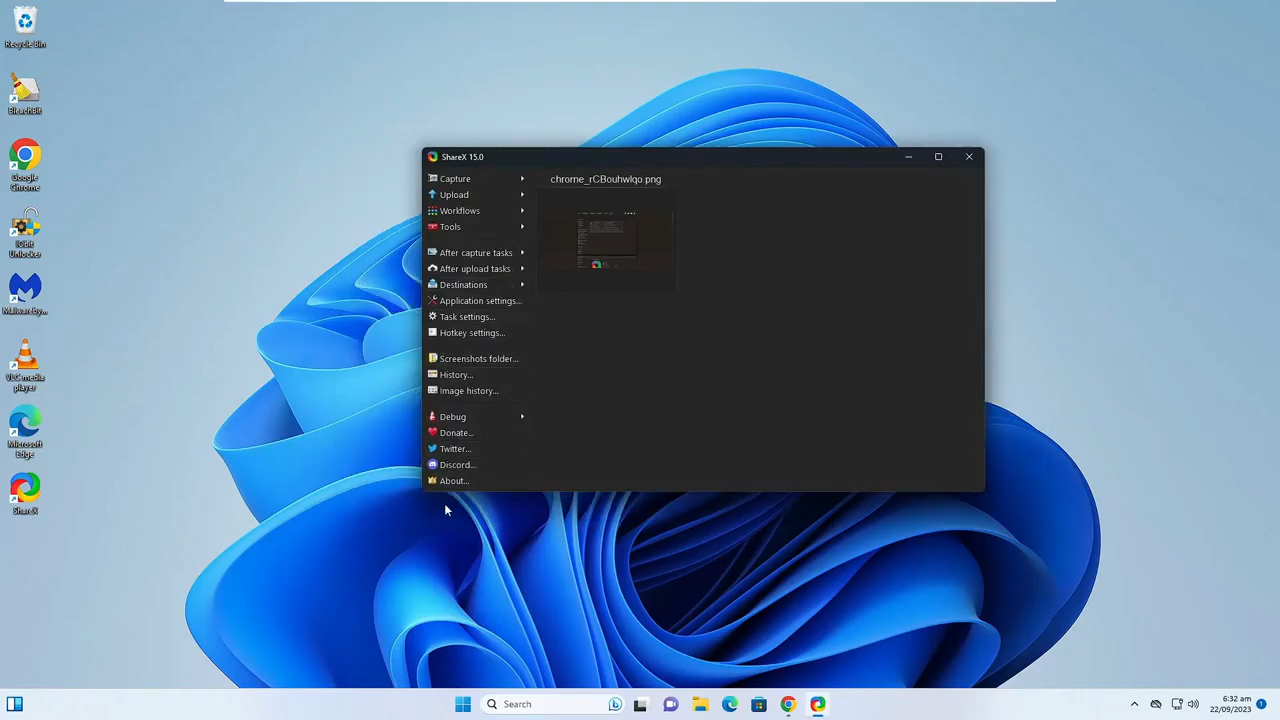 Recycle Bin
BleachBit
Google
Chrome
IObit
Unlocker
Malwareby...
VLC media
player
Microsoft
Edge
ShareX
ShareX 15.0
Capture
Upload
Workflows
Tools
After capture tasks
After upload tasks
Destinations
Application settings...
Task settings...
Hotkey settings...
Screenshots folder...
History...
Image history...
Debug
Donate...
Twitter...
Discord...
About...
chrome_rCBouhwlqo.png
Search
6:32 am
22/09/2023
1